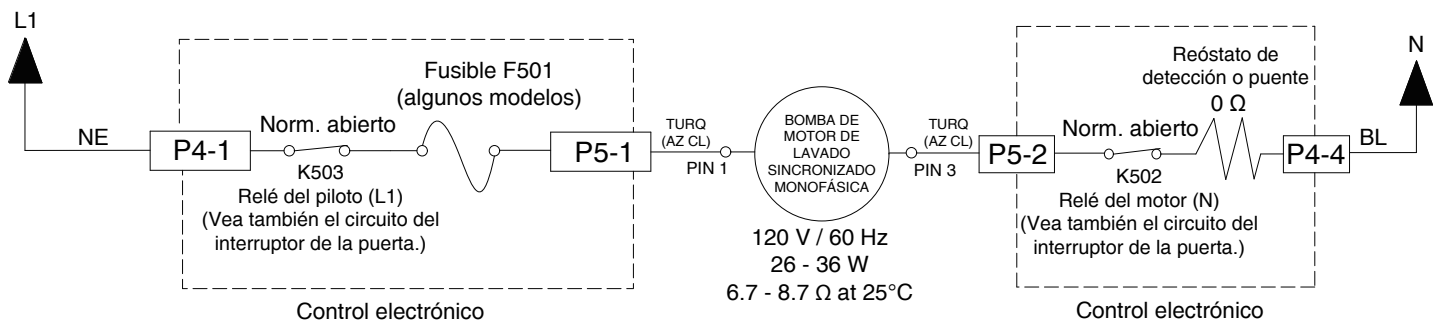 L1
NE
P4-1
Norm. abierto
K503
Relé del piloto (L1)
(Vea también el circuito del
interruptor de la puerta.)
Fusible F501
(algunos modelos)
P5-1
Control electrónico
TURQ
(AZ CL)
PIN 1
BOMBA DE
MOTOR DE
LAVADO
SINCRONIZADO
MONOFÁSICA
120 V / 60 Hz
26 - 36 W
6.7 - 8.7 Ω at 25°C
TURQ
(AZ CL)
PIN 3
P5-2
Norm. abierto
K502
Relé del motor (N)
(Vea también el circuito del
interruptor de la puerta.)
Reóstato de
detección o puente
0 Ω
P4-4
Control electrónico
BL
N